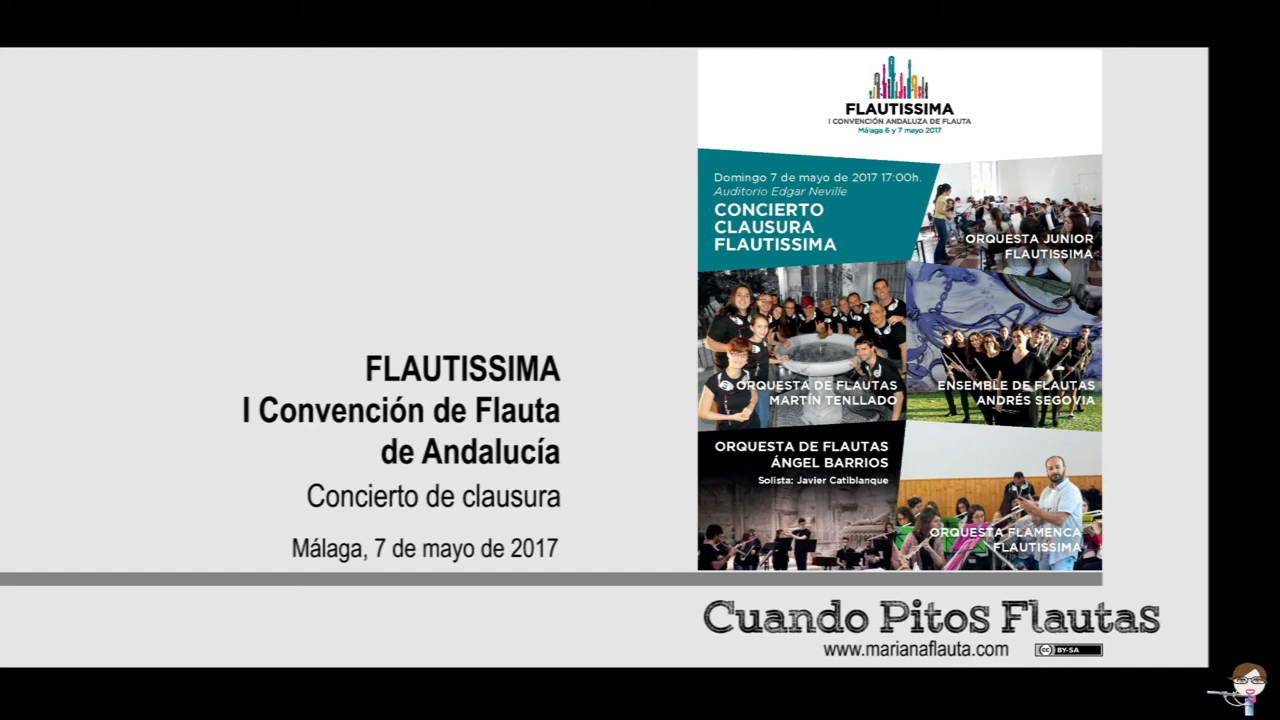 FLAUTISSIMA
I Convención de Flauta
de Andalucía
Concierto de clausura
Málaga, 7 de mayo de 2017
FLAUTISSIMA
I CONVENCIÓN ANDALUZA DE FLAUTA
Málaga 6 y 7 mayo 2017
Domingo 7 de mayo de 2017 17:00h.
Auditorio Edgar Neville
CONCIERTO
CLAUSURA
FLAUTISSIMA
ORQUESTA JUNIOR
FLAUTISSIMA
ORQUESTA DE FLAUTAS
MARTÍN TENLLADO
ENSEMBLE DE FLAUTAS
ANDRÉS SEGOVIA
ORQUESTA DE FLAUTAS
ÁNGEL BARRIOS
Solista: Javier Catiblanque
ORQUESTA FLAMENCA
FLAUTISSIMA
Cuando Pitos Flautas
www.marianaflauta.com
cc BY-SA